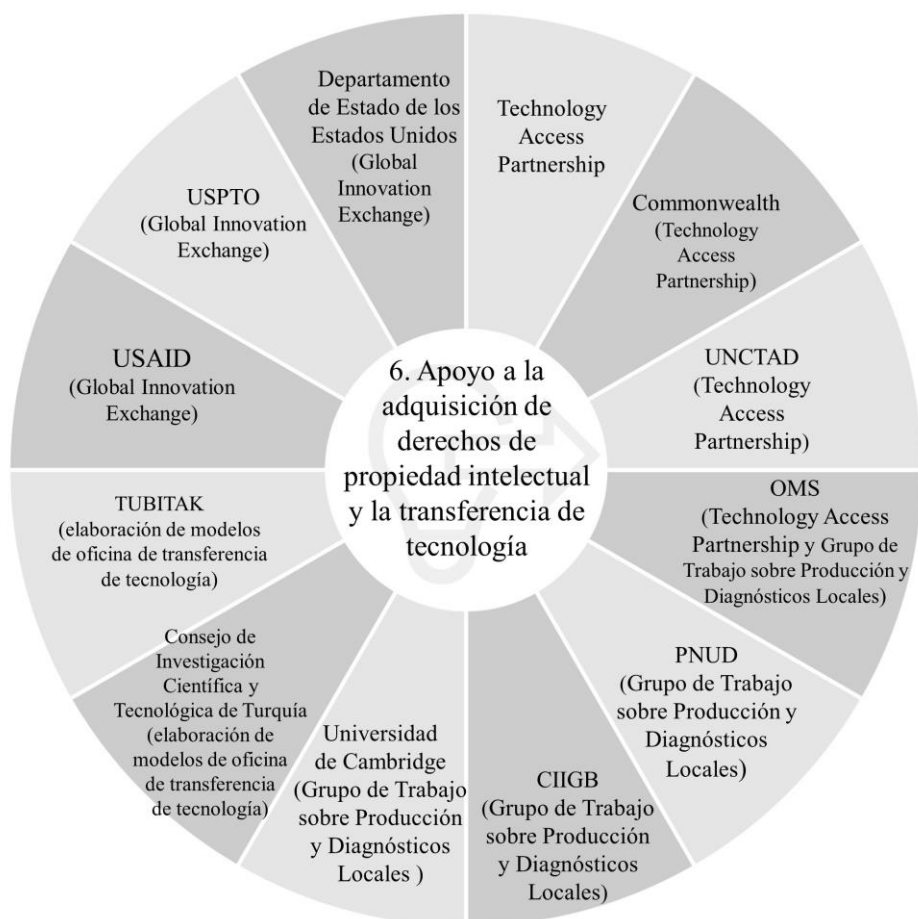 Departamento
de Estado de los
Estados Unidos
(Global
Innovation
Exchange)
Technology
Access
Partnership
Commonwealth
(Technology
Access
Partnership)
UNCTAD
(Technology
Access
Partnership)
OMS
(Technology Access
Partnership y Grupo de
Trabajo sobre Producción y
Diagnósticos Locales)
PNUD
(Grupo de Trabajo
sobre Producción y
Diagnósticos
Locales)
CIIGB
(Grupo de Trabajo
sobre Producción
y Diagnósticos
Locales)
Universidad
de Cambridge
(Grupo de Trabajo
sobre Producción
y Diagnósticos
Locales )
Consejo de
Investigación
Científica y
Tecnológica de Turquía
(elaboración de
modelos de oficina
de transferencia
de tecnología)
TUBITAK
(elaboración de modelos
de oficina de transferencia
de tecnología)
USAID
(Global Innovation
Exchange)
USPTO
(Global Innovation
Exchange)
6. Apoyo a la
adquisición de
derechos de
propiedad intelectual
y la transferencia de
tecnología